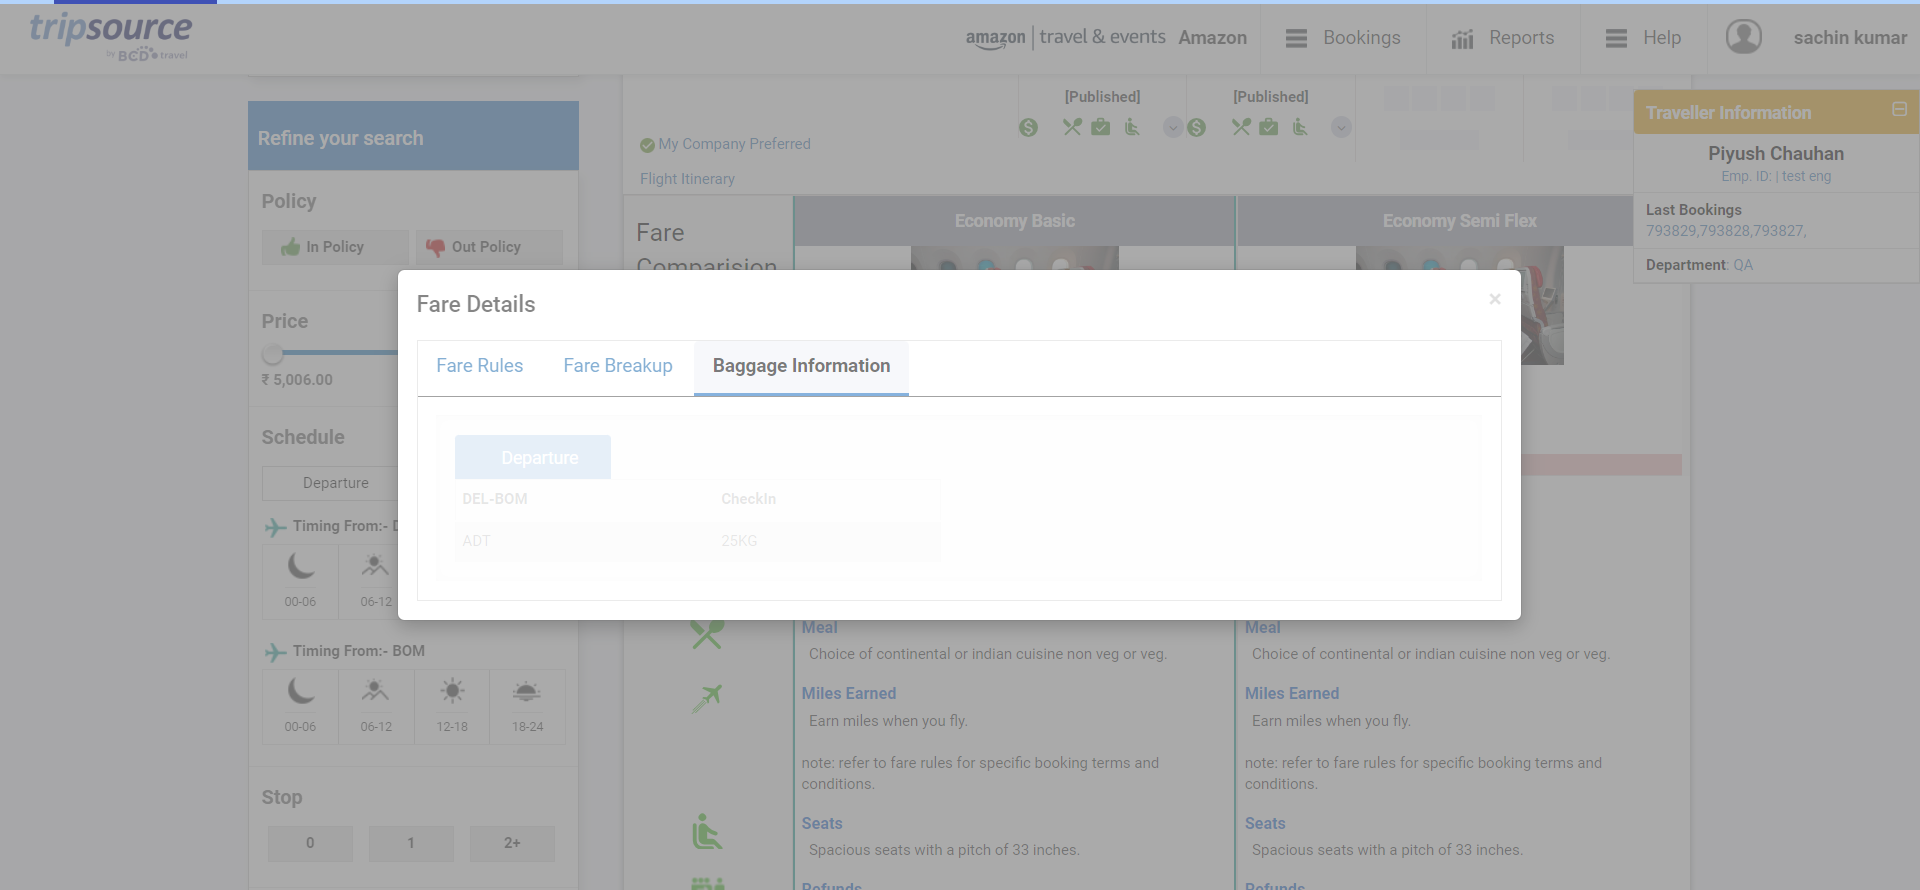 tripsource
by BCD travel
amazon | travel & events Amazon
Bookings
Reports
Help
sachin kumar
Refine your search
Policy
In Policy
Out Policy
Price
₹ 5,006.00
Schedule
Departure
Timing From:- D
00-06
06-12
Timing From:- BOM
00-06
06-12
12-18
18-24
Stop
0
1
2+
[Published]
[Published]
My Company Preferred
Flight Itinerary
Fare
Comparision
Economy Basic
Economy Semi Flex
Traveller Information
Piyush Chauhan
Emp. ID: | test eng
Last Bookings
793829,793828,793827,
Department: QA
Fare Details
×
Fare Rules
Fare Breakup
Baggage Information
Departure
DEL-BOM
CheckIn
ADT
25KG
Meal
Choice of continental or indian cuisine non veg or veg.
Miles Earned
Earn miles when you fly.
note: refer to fare rules for specific booking terms and
conditions.
Seats
Spacious seats with a pitch of 33 inches.
Refunds
Meal
Choice of continental or indian cuisine non veg or veg.
Miles Earned
Earn miles when you fly.
note: refer to fare rules for specific booking terms and
conditions.
Seats
Spacious seats with a pitch of 33 inches.
Refunds